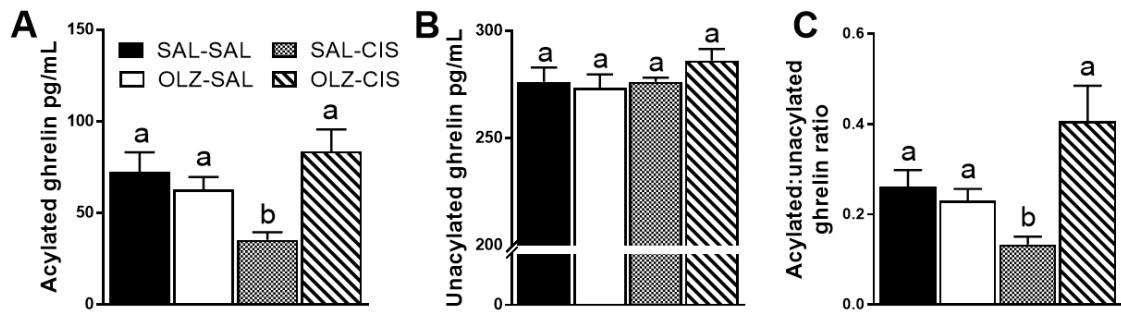 A
Acylated ghrelin pg/mL
150
100
50
0
SAL-SAL
SAL-CIS
OLZ-SAL
OLZ-CIS
a
a
b
a
B
Unacylated ghrelin pg/mL
300
250
200
0
a
a
a
a
C
Acylated:unacylated
ghrelin ratio
0.6
0.4
0.2
0.0
a
a
b
a